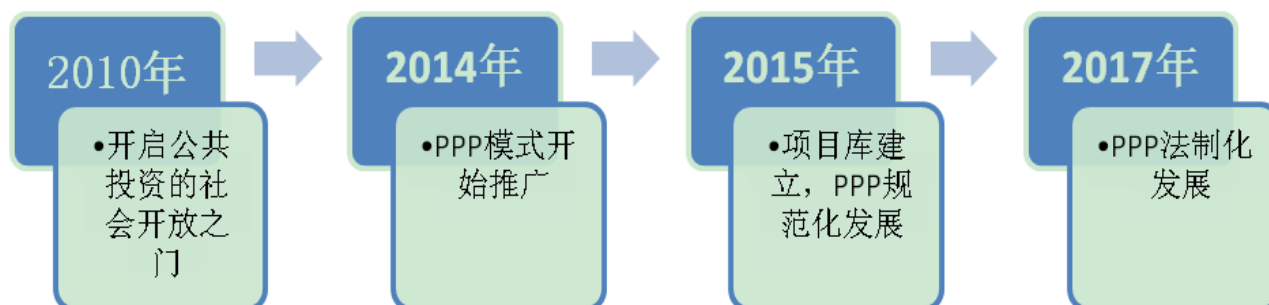 2010年
•开启公共
投资的社
会开放之
门
2014年
•PPP模式开
始推广
2015年
•项目库建
立，PPP规
范化发展
2017年
•PPP法制化
发展